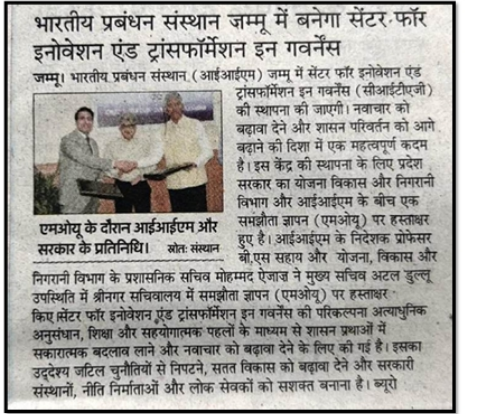 भारतीय प्रबंधन संस्थान जम्मू में बनेगा सेंटर फॉर
इनोवेशन एंड ट्रांसफॉर्मेशन इन गवर्नेंस
जम्मू। भारतीय प्रबंधन संस्थान (आईआईएम) जम्मू में सेंटर फॉर इनोवेशन एंड
ट्रांसफॉर्मेशन इन गवर्नेंस (सीआईटीएजी)
की स्थापना की जाएगी। नवाचार को
बढ़ावा देने और शासन परिवर्तन को आगे
बढ़ाने की दिशा में एक महत्वपूर्ण कदम
है। इस केंद्र की स्थापना के लिए प्रदेश
सरकार का योजना विकास और निगरानी
विभाग और आईआईएम के बीच एक
समझौता ज्ञापन (एमओयू) पर हस्ताक्षर
हुए है। आईआईएम के निदेशक प्रोफेसर
बी.एस सहाय और योजना, विकास और
एमओयू के दौरान आईआईएम और
सरकार के प्रतिनिधि। स्रोत: संस्थान
निगरानी विभाग के प्रशासनिक सचिव मोहम्मद ऐजाज़ ने मुख्य सचिव अटल डुल्लू
उपस्थिति में श्रीनगर सचिवालय में समझौता ज्ञापन (एमओयू) पर हस्ताक्षर
किए।सेंटर फॉर इनोवेशन एंड ट्रांसफॉर्मेशन इन गवर्नेंस की परिकल्पना अत्याधुनिक
अनुसंधान, शिक्षा और सहयोगात्मक पहलों के माध्यम से शासन प्रथाओं में
सकारात्मक बदलाव लाने और नवाचार को बढ़ावा देने के लिए की गई है। इसका
उद्देश्य जटिल चुनौतियों से निपटने, सतत विकास को बढ़ावा देने और सरकारी
संस्थानों, नीति निर्माताओं और लोक सेवकों को सशक्त बनाना है। ब्यूरो